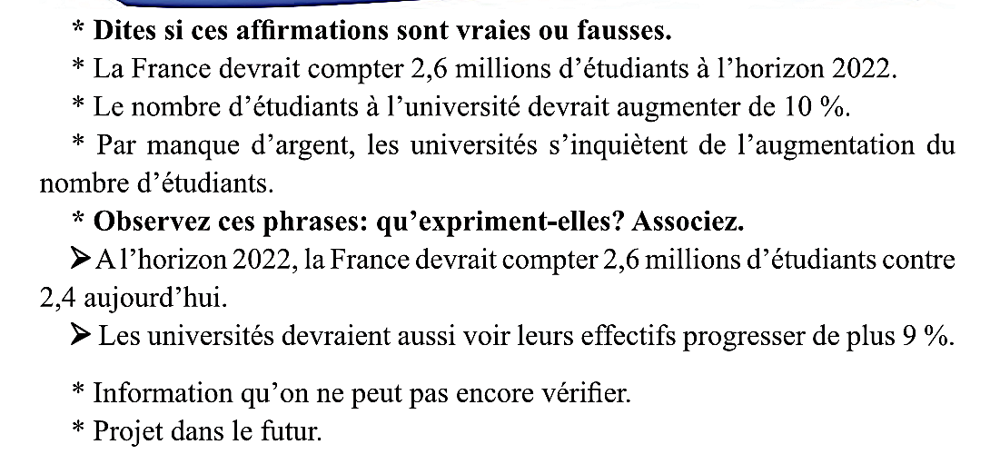 * Dites si ces affirmations sont vraies ou fausses.
* La France devrait compter 2,6 millions d’étudiants à l’horizon 2022.
* Le nombre d’étudiants à l’université devrait augmenter de 10 %.
* Par manque d’argent, les universités s’inquiètent de l’augmentation du
nombre d’étudiants.
* Observez ces phrases: qu’expriment-elles? Associez.
➢ A l’horizon 2022, la France devrait compter 2,6 millions d’étudiants contre
2,4 aujourd’hui.
➢ Les universités devraient aussi voir leurs effectifs progresser de plus 9 %.
* Information qu’on ne peut pas encore vérifier.
* Projet dans le futur.